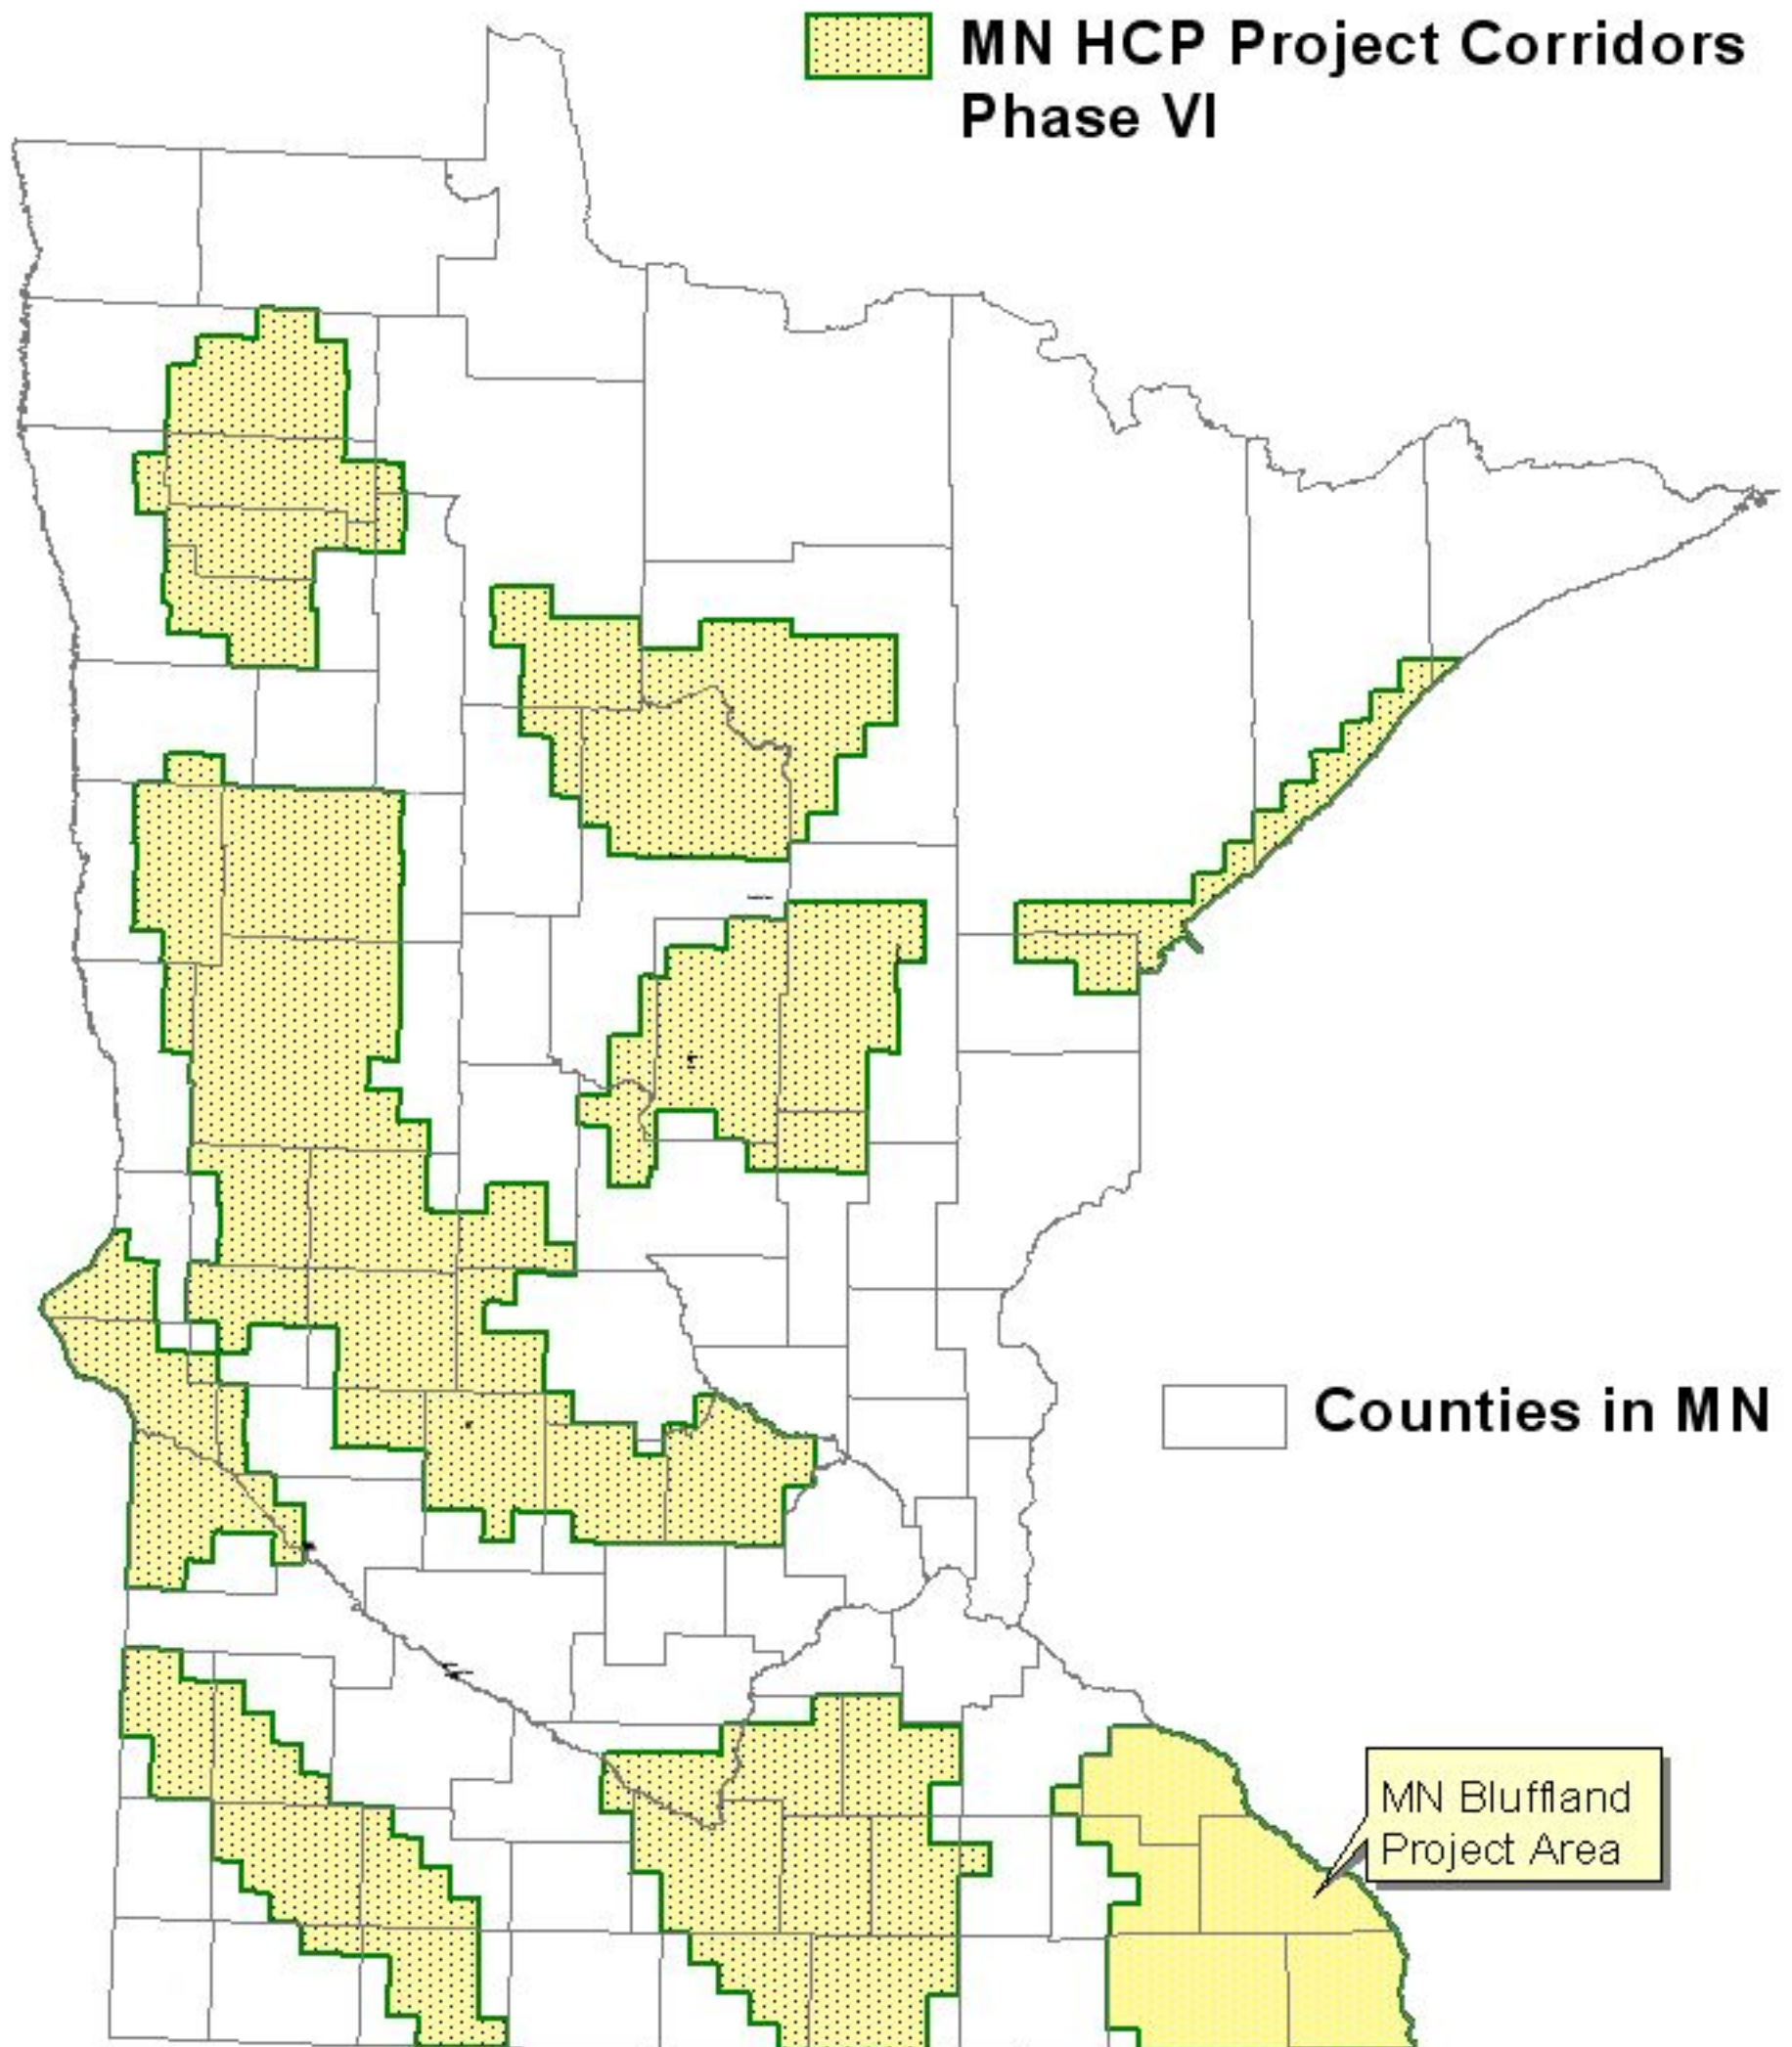 MN HCP Project Corridors
Phase VI
Counties in MN
MN Bluffland
Project Area